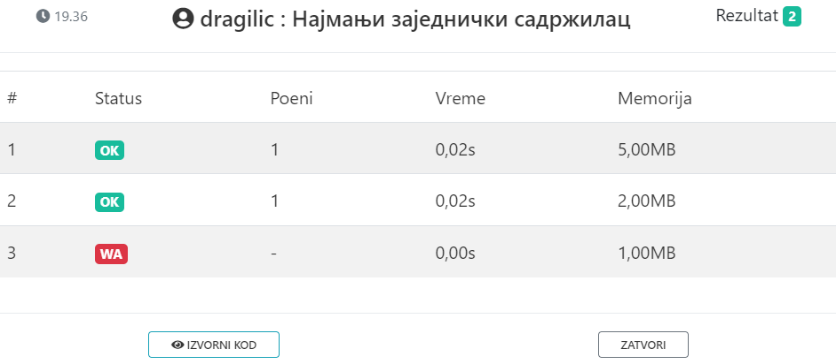 19.36 dragilic : Најмањи заједнички садржилац Rezultat 2
# Status Poeni Vreme Memorija
1 OK 1 0,02s 5,00MB
2 OK 1 0,02s 2,00MB
3 WA - 0,00s 1,00MB
IZVORNI KOD ZATVORI